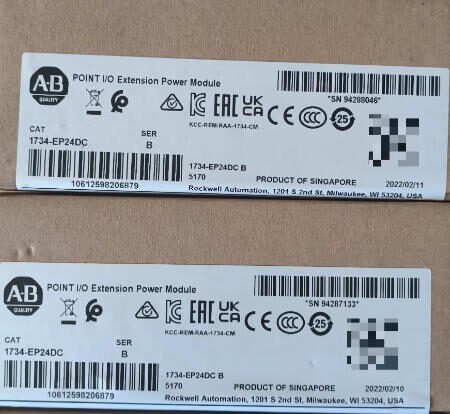 A-B
QUALITY
POINT I/O Extension Power Module
*SN 94288046*
EAC UK CA CE CCC 25
KCC-REM-RAA-1734-CM
CAT SER
1734-EP24DC B
1734-EP24DC B
5170 PRODUCT OF SINGAPORE 2022/02/11
10612598206879
Rockwell Automation, 1201 S 2nd St, Milwaukee, WI 53204, USA
A-B
QUALITY
POINT I/O Extension Power Module
*SN 94287133*
EAC UK CA CE CCC 25
KCC-REM-RAA-1734-CM
CAT SER
1734-EP24DC B
1734-EP24DC B
5170 PRODUCT OF SINGAPORE 2022/02/10
10612598206879
Rockwell Automation, 1201 S 2nd St, Milwaukee, WI 53204, USA